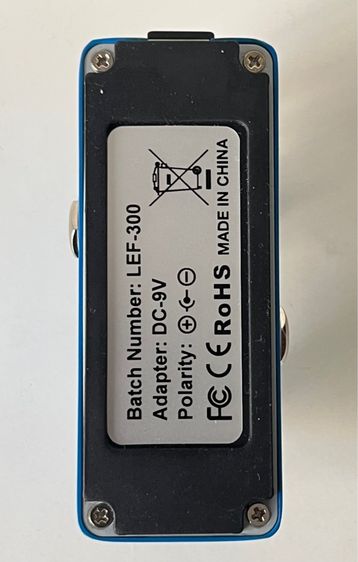 Batch Number: LEF-300
Adapter: DC-9V
Polarity:
FC CE RoHS MADE IN CHINA